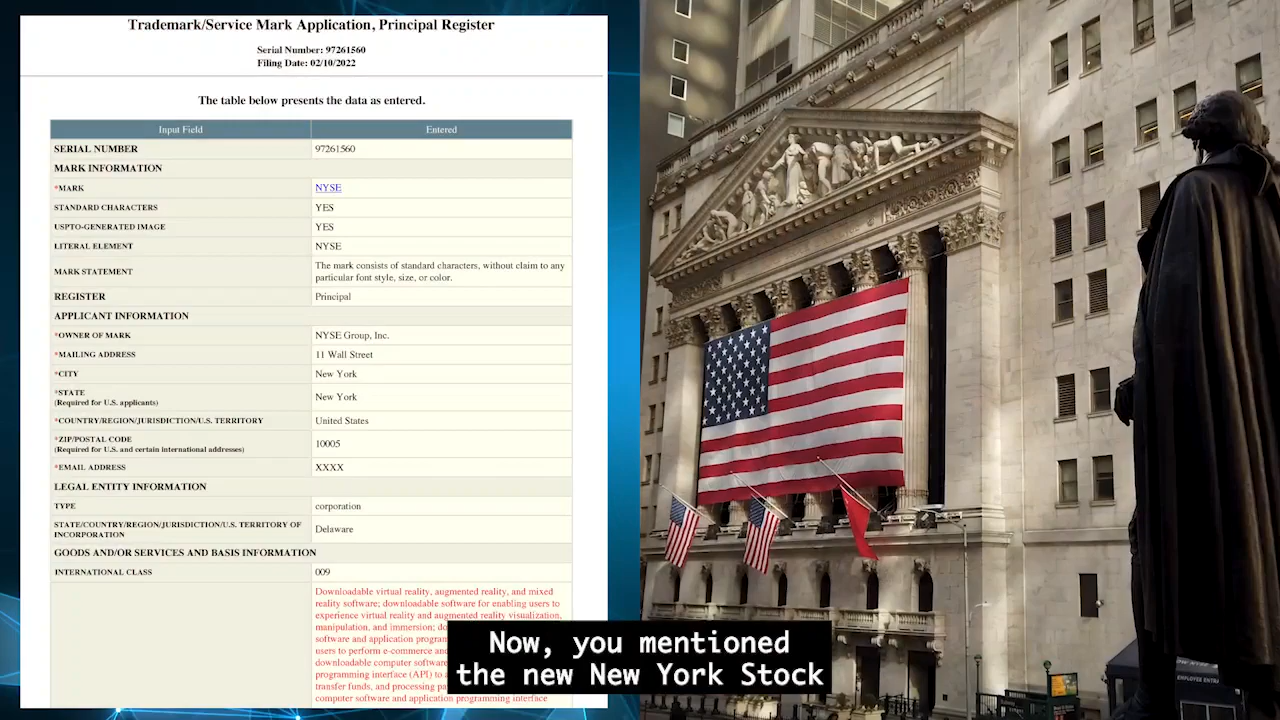 Trademark/Service Mark Application, Principal Register
Serial Number: 97261560
Filing Date: 02/10/2022
The table below presents the data as entered.
Input Field Entered
SERIAL NUMBER 97261560
MARK INFORMATION
*MARK NYSE
STANDARD CHARACTERS YES
USPTO-GENERATED IMAGE YES
LITERAL ELEMENT NYSE
MARK STATEMENT The mark consists of standard characters, without claim to any
particular font style, size, or color.
REGISTER Principal
APPLICANT INFORMATION
*OWNER OF MARK NYSE Group, Inc.
*MAILING ADDRESS 11 Wall Street
*CITY New York
*STATE
(Required for U.S. applicants) New York
*COUNTRY/REGION/JURISDICTION/U.S. TERRITORY United States
*ZIP/POSTAL CODE
(Required for U.S. and certain international addresses) 10005
*EMAIL ADDRESS XXXX
LEGAL ENTITY INFORMATION
TYPE corporation
STATE/COUNTRY/REGION/JURISDICTION/U.S. TERRITORY OF
INCORPORATION Delaware
GOODS AND/OR SERVICES AND BASIS INFORMATION
INTERNATIONAL CLASS 009
Downloadable virtual reality, augmented reality, and mixed
reality software; downloadable software for enabling users to
experience virtual reality and augmented reality visualization,
manipulation, and immersion;
software and application
users to perform e-commerce
downloadable computer software
programming interface (API) to
transfer funds, and processing
computer software and application programming interface
Now, you mentioned
the new New York Stock
EMPLOYEE ENTRANCE